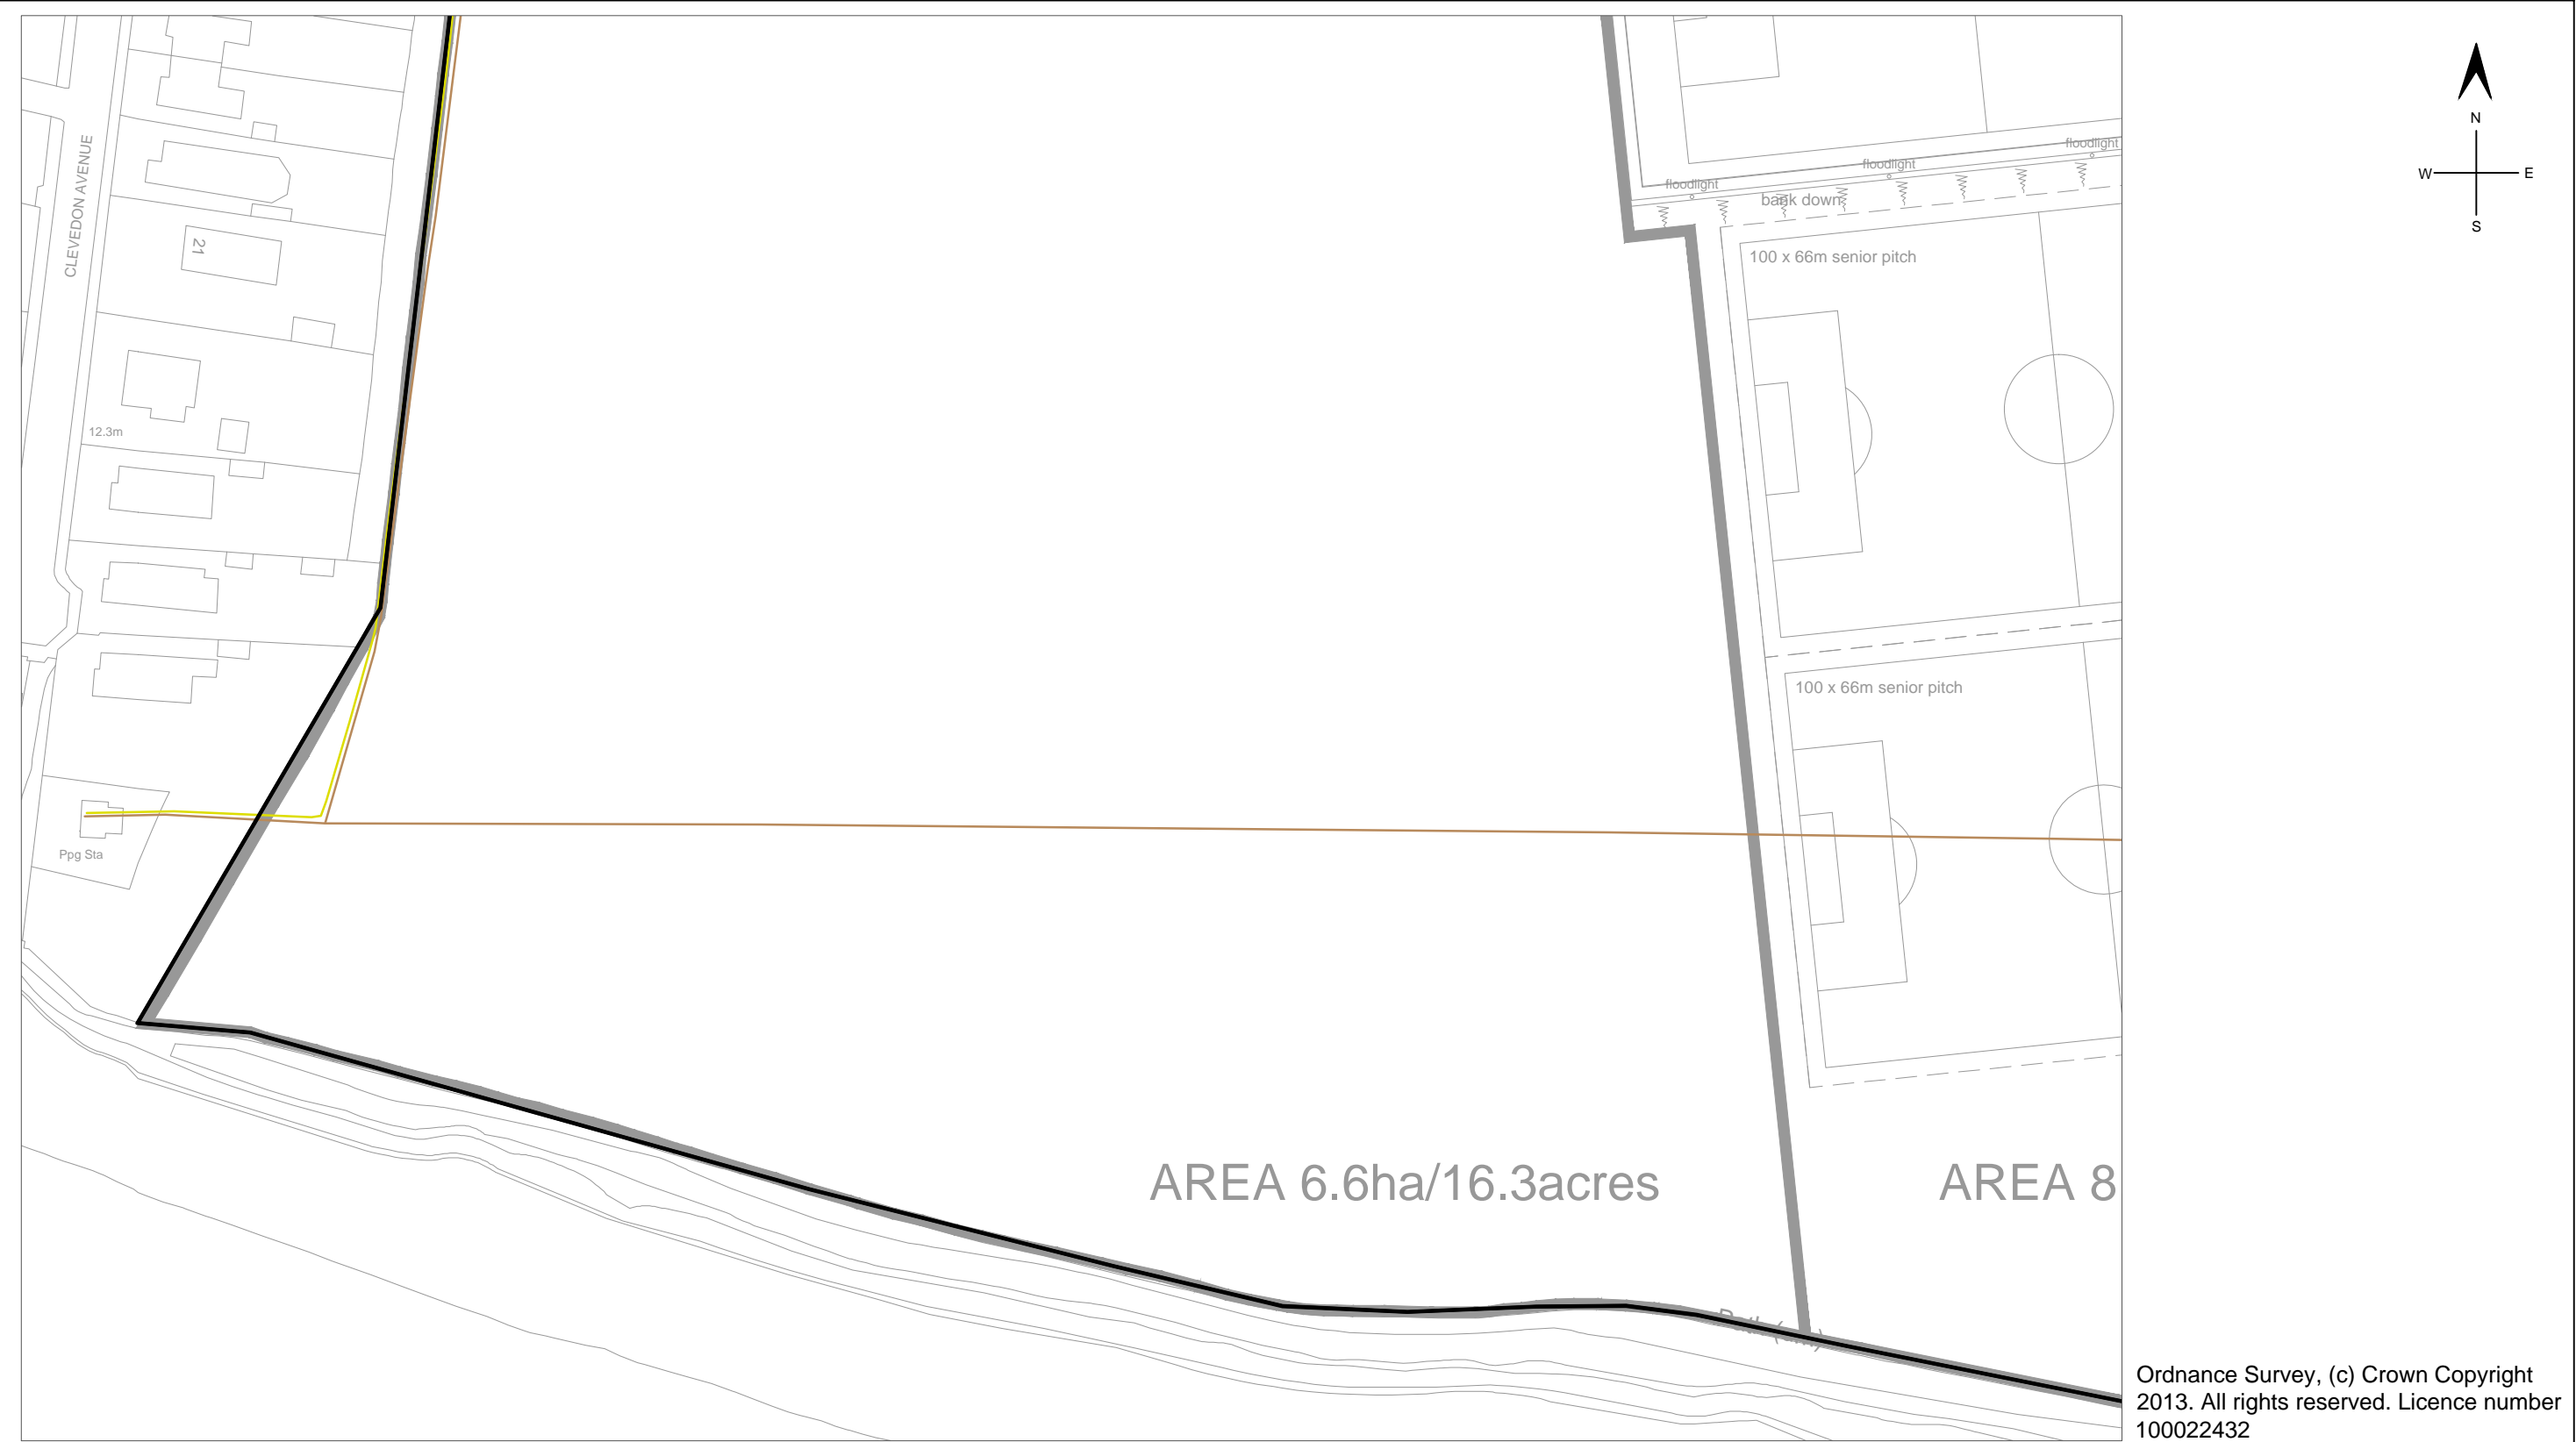 CLEVEDON AVENUE
21
12.3m
Ppg Sta
floodlight
floodlight
floodlight
bank down
100 x 66m senior pitch
100 x 66m senior pitch
AREA 6.6ha/16.3acres
AREA 8
Path
N
W E
S
Ordnance Survey, (c) Crown Copyright
2013. All rights reserved. Licence number
100022432